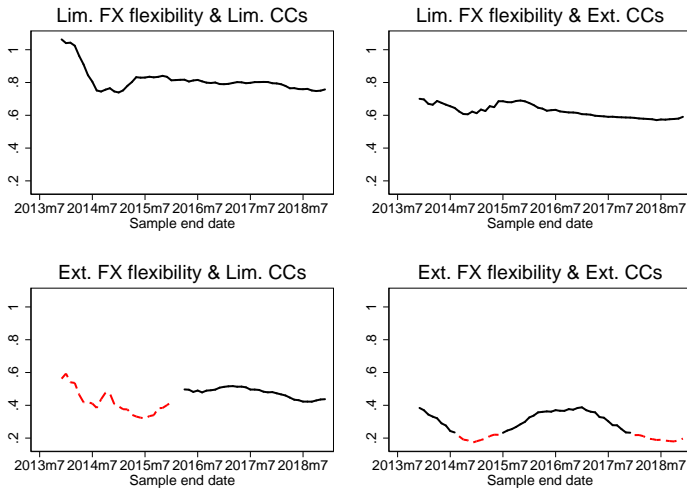 Lim. FX flexibility & Lim. CCs
1
.8
.6
.4
.2
2013m7 2014m7 2015m7 2016m7 2017m7 2018m7
Sample end date
Lim. FX flexibility & Ext. CCs
1
.8
.6
.4
.2
2013m7 2014m7 2015m7 2016m7 2017m7 2018m7
Sample end date
Ext. FX flexibility & Lim. CCs
1
.8
.6
.4
.2
2013m7 2014m7 2015m7 2016m7 2017m7 2018m7
Sample end date
Ext. FX flexibility & Ext. CCs
1
.8
.6
.4
.2
2013m7 2014m7 2015m7 2016m7 2017m7 2018m7
Sample end date